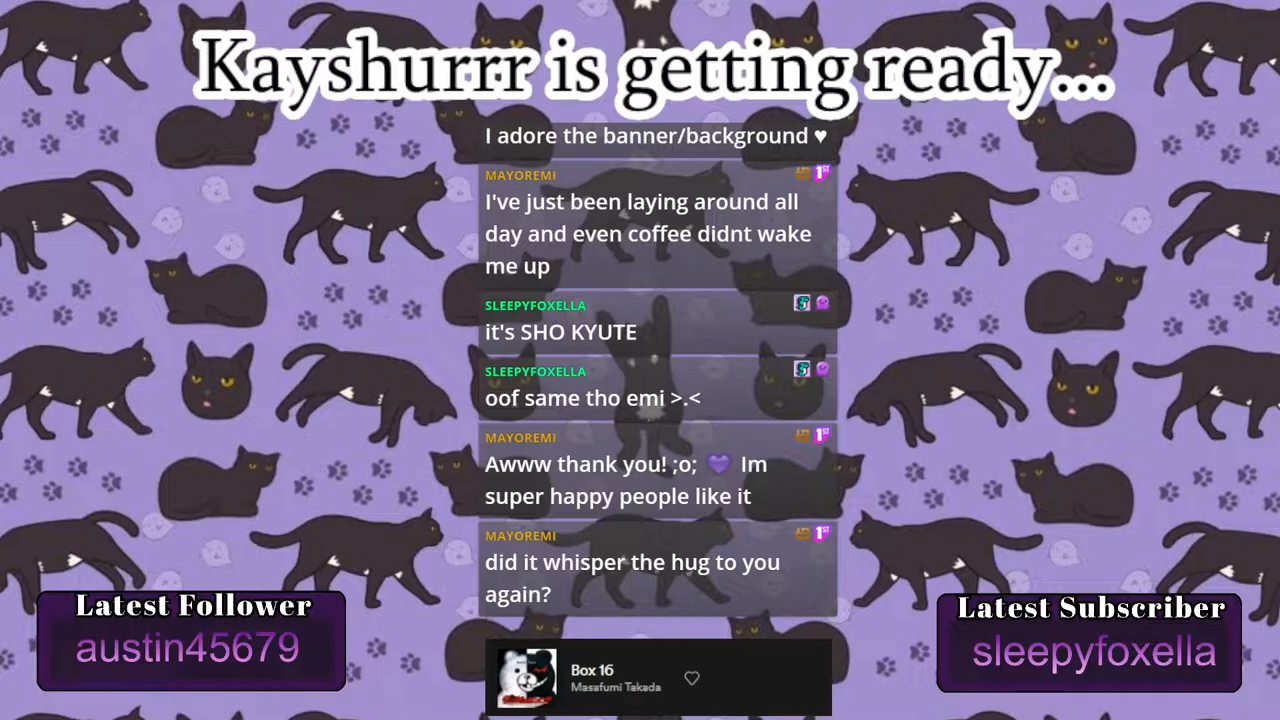 Kayshurrr is getting ready...
I adore the banner/background ♥
MAYOREMI
1ST
I've just been laying around all
day and even coffee didnt wake
me up
SLEEPYFOXELLA
it's SHO KYUTE
SLEEPYFOXELLA
oof same tho emi >.<
MAYOREMI
1ST
Awww thank you! ;o; 💜 Im
super happy people like it
MAYOREMI
1ST
did it whisper the hug to you
again?
Latest Follower
austin45679
Latest Subscriber
sleepyfoxella
Box 16
Masafumi Takada